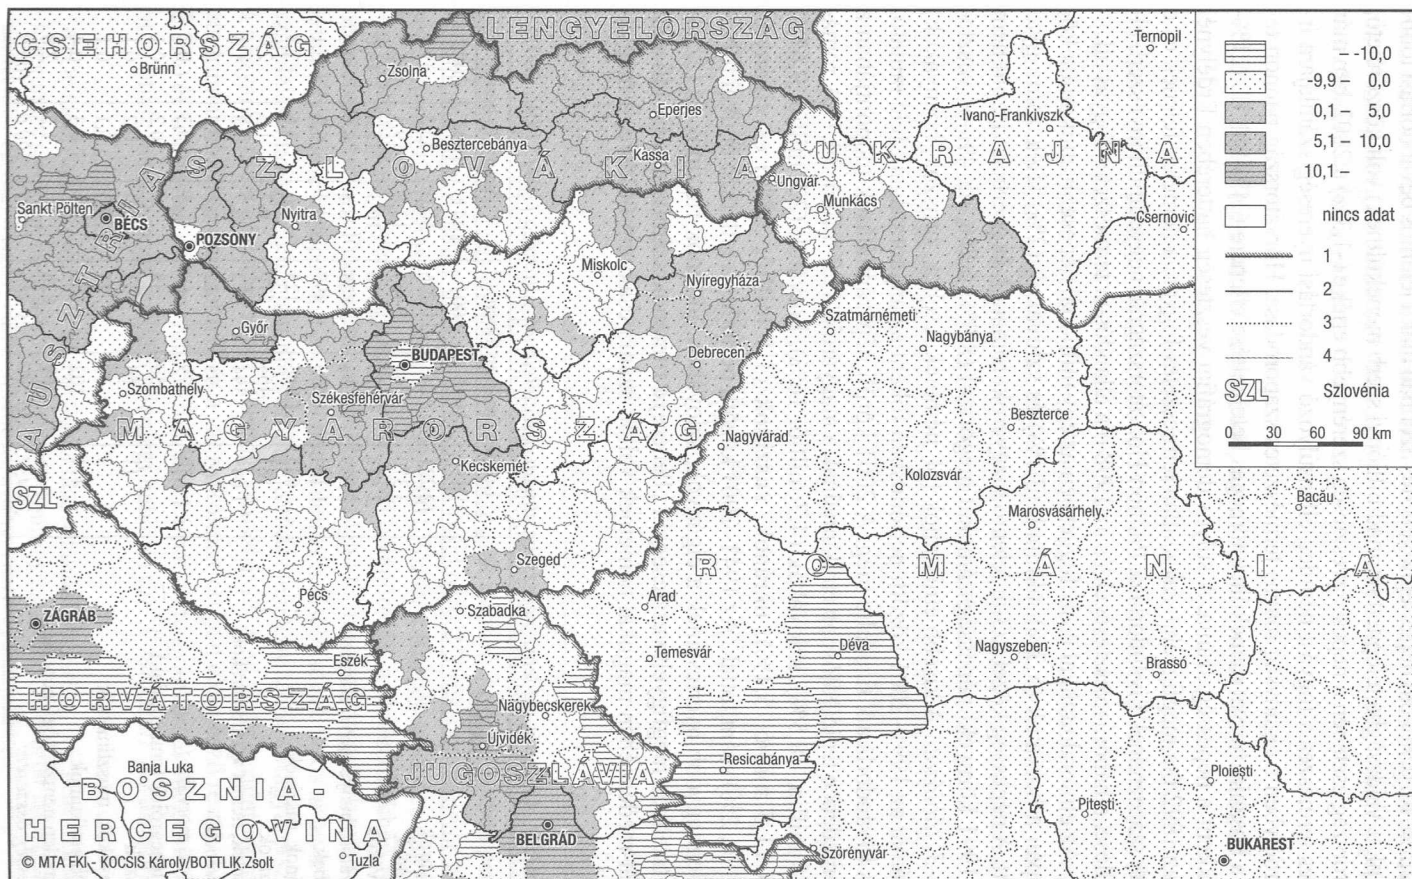 CSEHORSZÁG
Brünn
LENGYELORSZÁG
Zsolna
Eperjes
Besztercebánya
Kassa
SZLOVÁKIA
Nyitra
POZSONY
Sankt Pölten
BÉCS
AUSZTRIA
Ternopil
Ivano-Frankivszk
UKRAJNA
Ungvár
Munkács
Csernovic
Miskolc
Nyíregyháza
Debrecen
Győr
BUDAPEST
Szombathely
Székesfehérvár
MAGYARORSZÁG
Kecskemét
Szeged
Pécs
Szatmárnémeti
Nagybánya
Beszterce
Nagyvárad
Kolozsvár
Marosvásárhely
Bacău
ROMÁNIA
Arad
Temesvár
Déva
Nagyszeben
Brassó
Resicabánya
Szörényvár
Ploiești
Pitești
BUKAREST
SZL
ZÁGRÁB
Eszék
HORVÁTORSZÁG
Szabadka
Nagybecskerek
Újvidék
JUGOSZLÁVIA
BELGRÁD
Banja Luka
BOSZNIA-
HERCEGOVINA
Tuzla
© MTA FKI - KOCSIS Károly/BOTTLIK Zsolt
– -10,0
-9,9 – 0,0
0,1 – 5,0
5,1 – 10,0
10,1 –
nincs adat
1
2
3
4
SZL Szlovénia
0 30 60 90 km